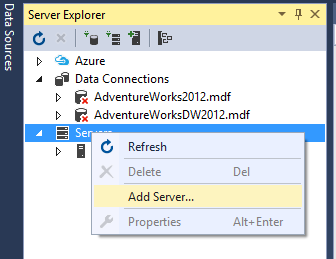 Data Sources
Server Explorer
Azure
Data Connections
AdventureWorks2012.mdf
AdventureWorksDW2012.mdf
Servers
Refresh
Delete Del
Add Server...
Properties Alt+Enter